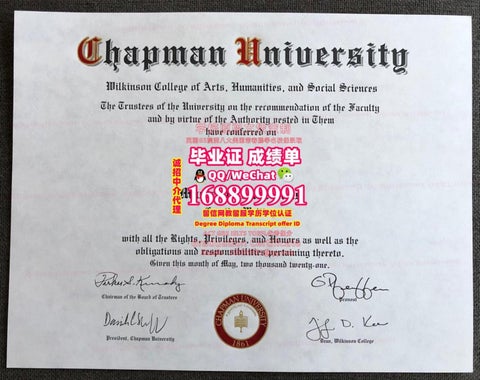 Chapman University
Wilkinson College of Arts, Humanities, and Social Sciences
The Trustees of the University on the recommendation of the Faculty
and by virtue of the Authority vested in Them
have conferred on
毕业证 成绩单
QQ/WeChat
168899991
留信网教留服学历学位认证
Degree Diploma Transcript offer ID
诚招中介代理
with all the Rights, Privileges, and Honors as well as the
obligations and responsibilities pertaining thereto.
Given this month of May, two thousand twenty-one.
Chairman of the Board of Trustees
Provost
President, Chapman University
Dean, Wilkinson College
CHAPMAN UNIVERSITY
1861